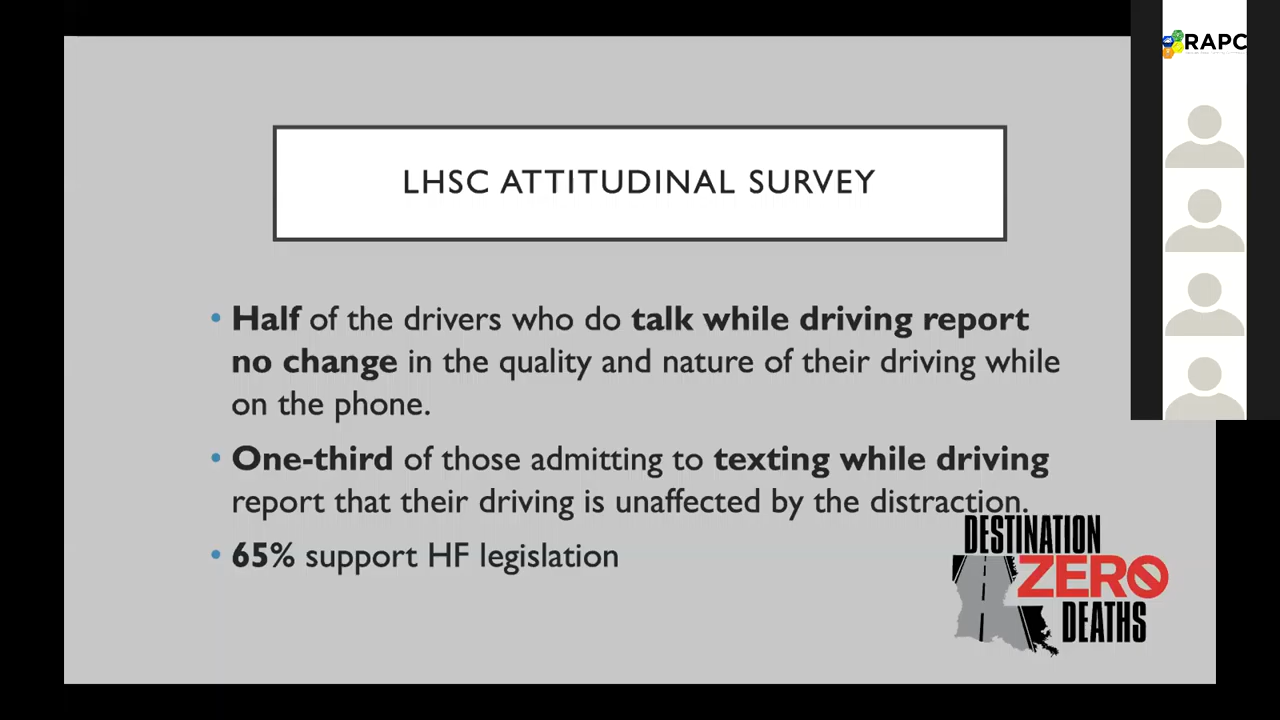 RAPC
LHSC ATTITUDINAL SURVEY
• Half of the drivers who do talk while driving report
no change in the quality and nature of their driving while
on the phone.
• One-third of those admitting to texting while driving
report that their driving is unaffected by the distraction.
• 65% support HF legislation
DESTINATION
ZERO
DEATHS